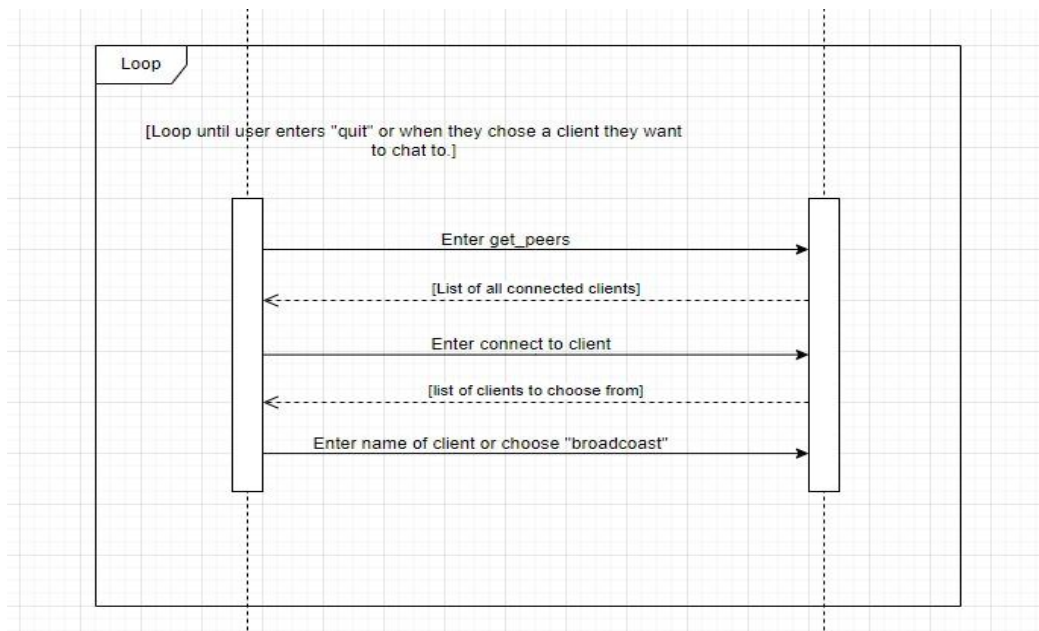 Loop
[Loop until user enters "quit" or when they chose a client they want
to chat to.]
Enter get_peers
[List of all connected clients]
Enter connect to client
[list of clients to choose from]
Enter name of client or choose "broadcoast"